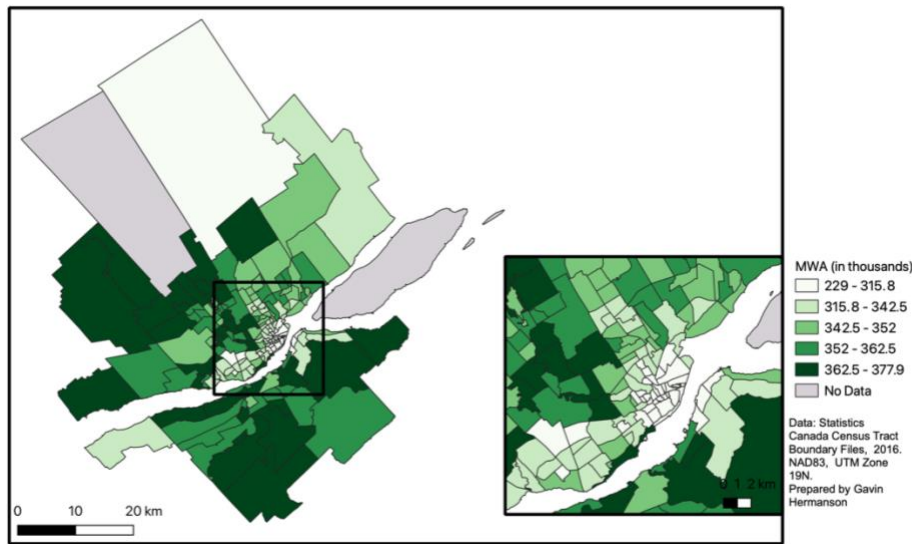 MWA (in thousands)
229 - 315.8
315.8 - 342.5
342.5 - 352
352 - 362.5
362.5 - 377.9
No Data
Data: Statistics
Canada Census Tract
Boundary Files, 2016.
NAD83, UTM Zone
19N.
Prepared by Gavin
Hermanson
0 1 2 km
0 10 20 km